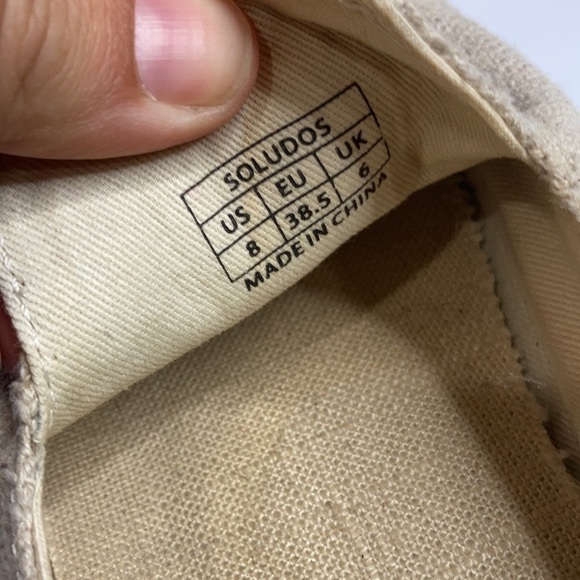 SOLUDOS
US EU UK
8 38.5 6
MADE IN CHINA